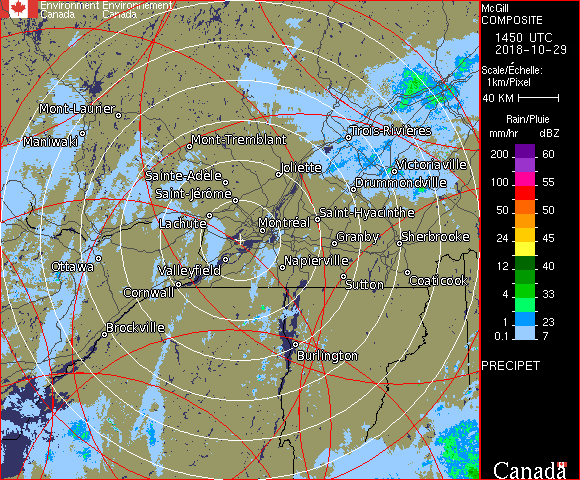 Environment Environnement
Canada Canada
McGill
COMPOSITE
1450 UTC
2018-10-29
Scale/Échelle:
1km/Pixel
40 KM
Rain/Pluie
mm/hr dBZ
200 60
100 55
50 50
24 45
12 40
4 33
1 23
0.1 7
PRECIPET
Mont-Laurier
Maniwaki
Mont-Tremblant
Trois-Rivières
Joliette
Victoriaville
Sainte-Adèle
Drummondville
Saint-Jérôme
Saint-Hyacinthe
Lachute
Montréal
Granby
Sherbrooke
Ottawa
Valleyfield
Napierville
Cornwall
Sutton
Coaticook
Brockville
Burlington
Canada